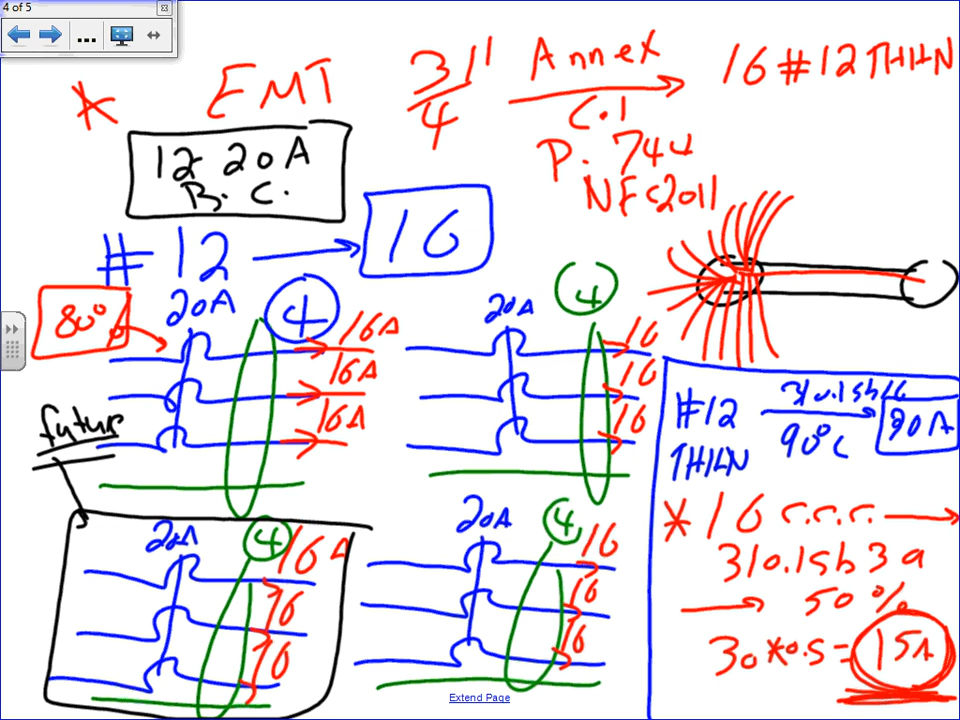 4 of 5
* EMT 3/4" Annex C.1 16 #12 THHN
P. 744
NEC 2011
12 20A
B. C.
#12 → 16
80%
20A 4 16A
16A
16A
20A 4 16
16
16
#12 310.15b16 30A
THHN 90°C
futur
20A 4 16A
16
16
20A 4 16
16
16
* 16 c.c.c. →
310.15b3a
→ 50%
30*0.5=15A
Extend Page